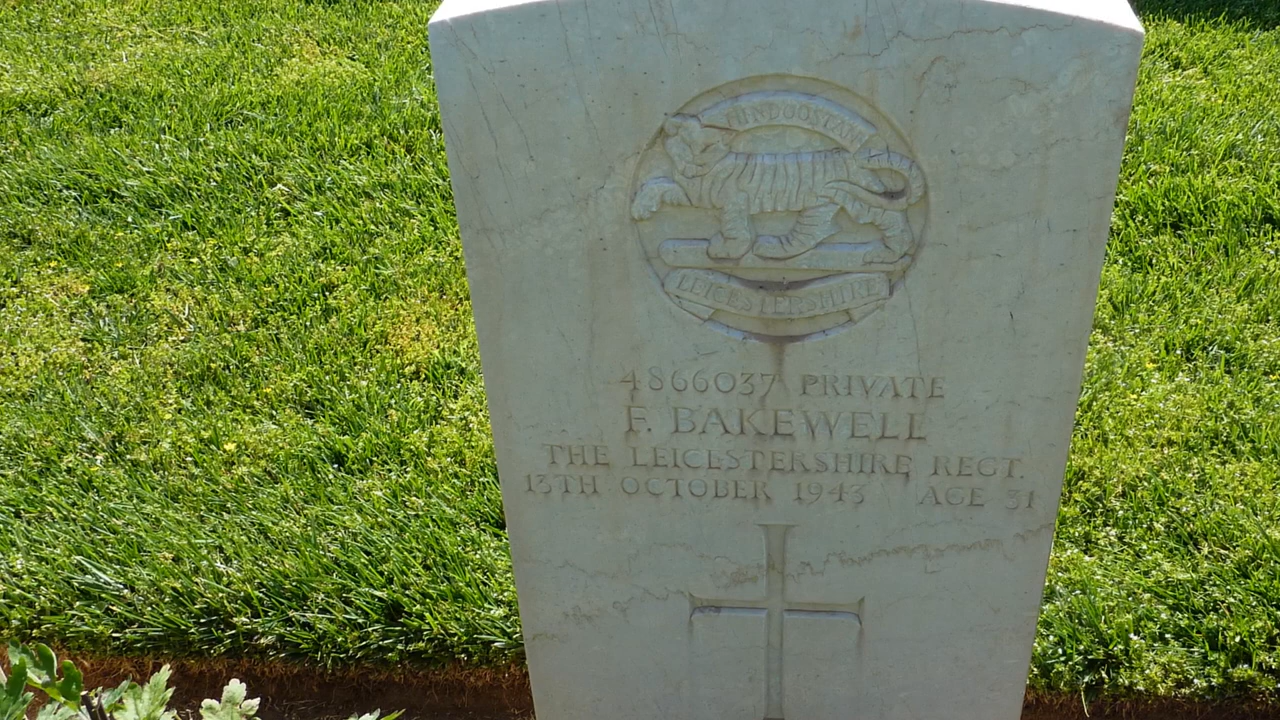 HINDOOSTAN
LEICESTERSHIRE
4866037 PRIVATE
F. BAKEWELL
THE LEICESTERSHIRE REGT.
13TH OCTOBER 1943 AGE 31